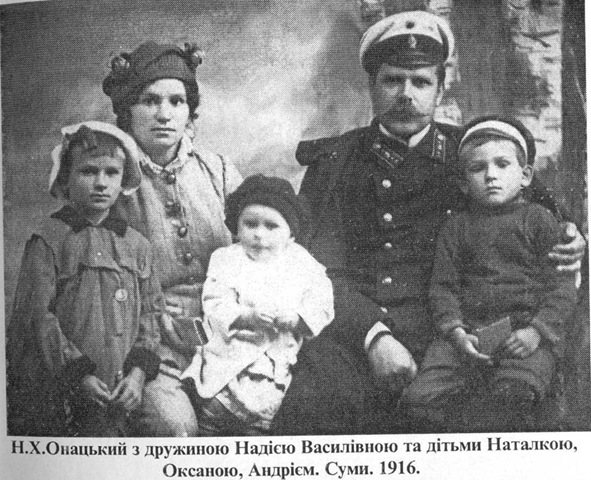 Н.Х.Онацький з дружиною Надією Василівною та дітьми Наталкою,
Оксаною, Андрієм. Суми. 1916.